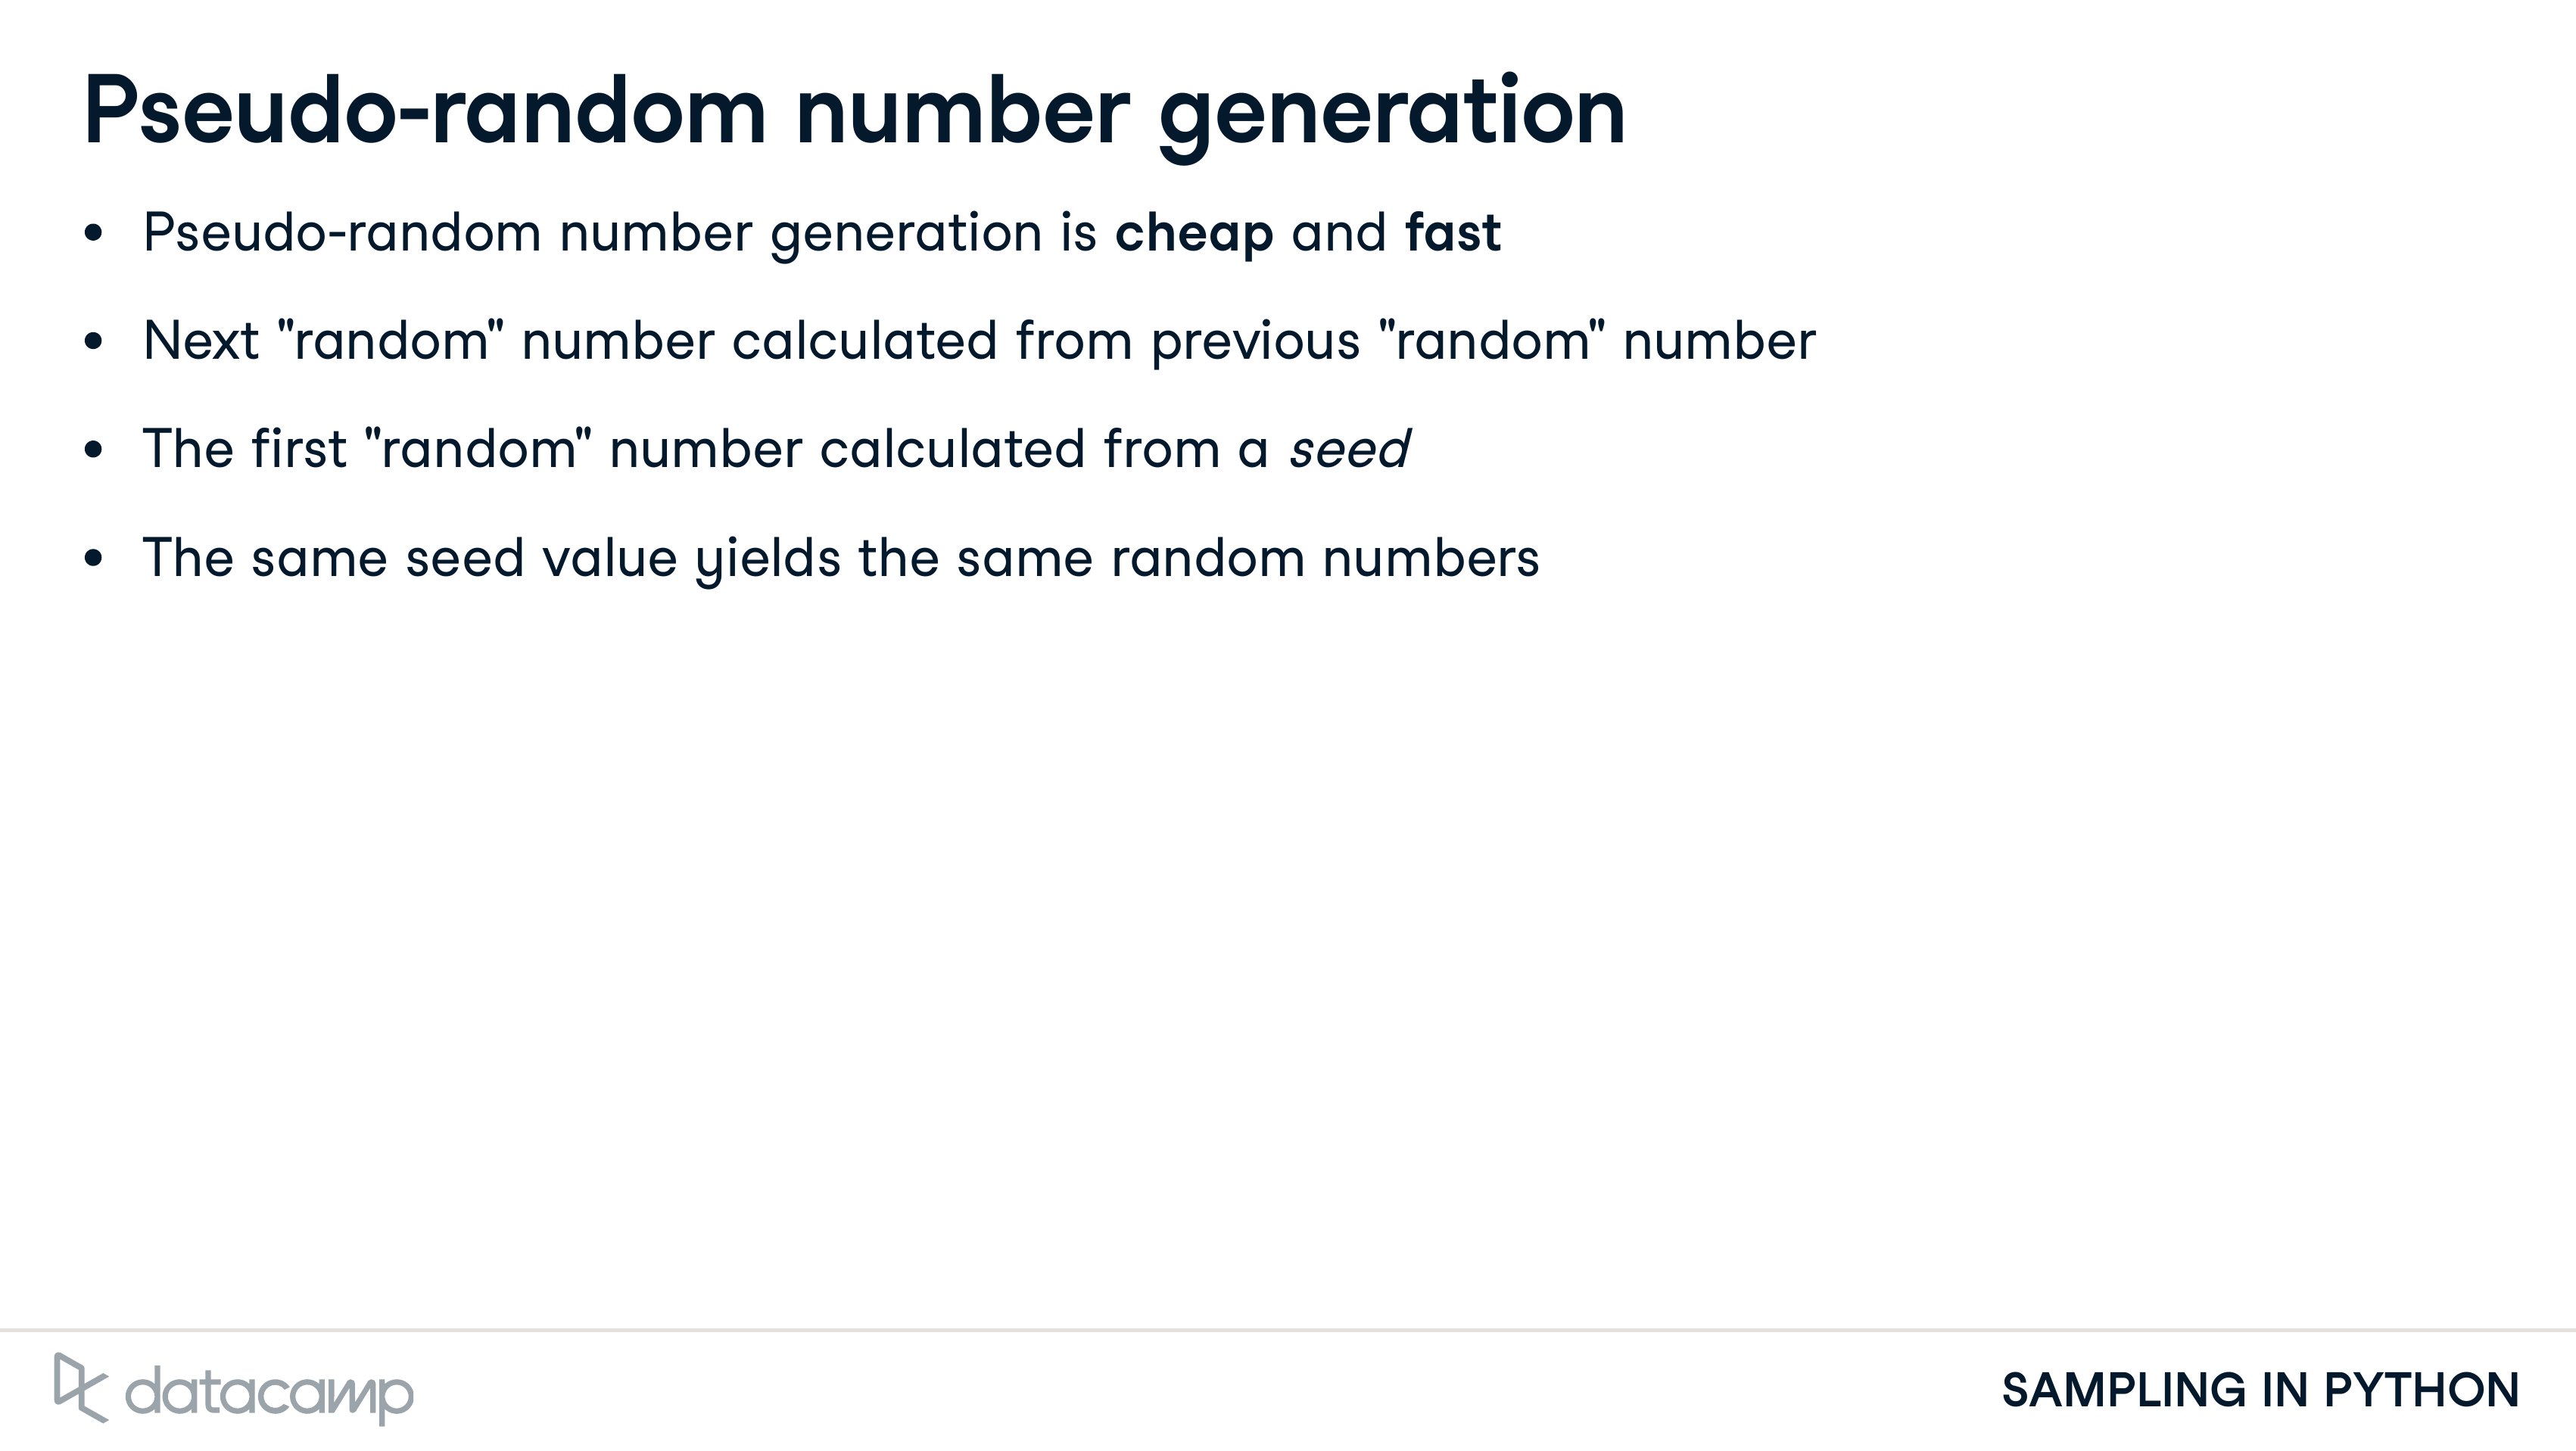 Pseudo-random number generation
• Pseudo-random number generation is cheap and fast
• Next "random" number calculated from previous "random" number
• The first "random" number calculated from a seed
• The same seed value yields the same random numbers
datacamp
SAMPLING IN PYTHON